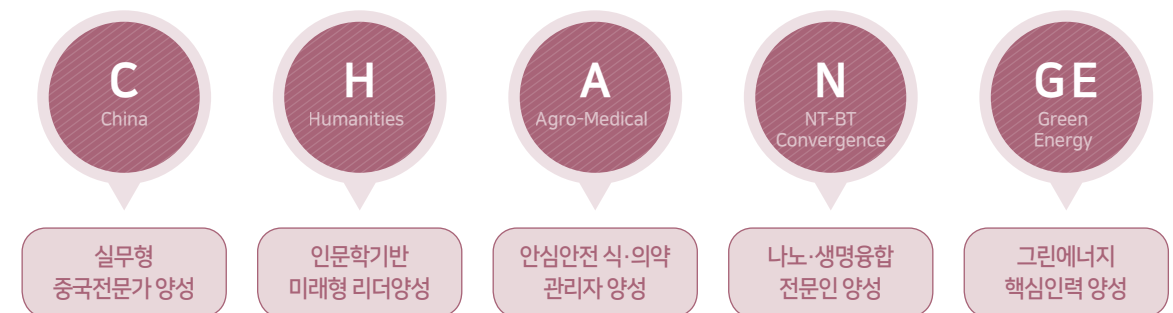 C
China
실무형
중국전문가 양성
H
Humanities
인문학기반
미래형 리더양성
A
Agro-Medical
안심안전 식·의약
관리자 양성
N
NT-BT
Convergence
나노·생명융합
전문인 양성
GE
Green
Energy
그린에너지
핵심인력 양성